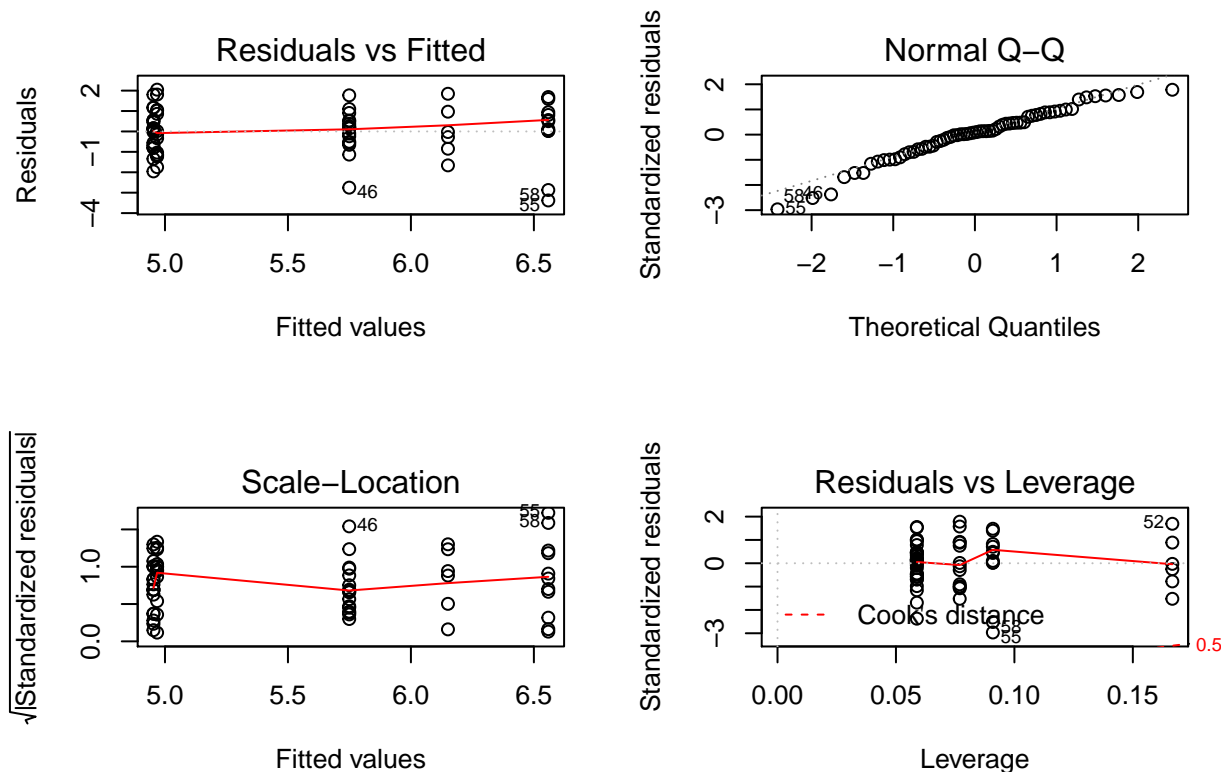 Residuals vs Fitted
Residuals
2
−1
−4
46
58
55
5.0 5.5 6.0 6.5
Fitted values
Normal Q−Q
Standardized residuals
2
0
−3
58
46
55
−2 −1 0 1 2
Theoretical Quantiles
Scale−Location
√|Standardized residuals|
1.0
0.0
46
55
58
5.0 5.5 6.0 6.5
Fitted values
Residuals vs Leverage
Standardized residuals
2
0
−3
52
Cook's distance
58
55
0.5
0.00 0.05 0.10 0.15
Leverage